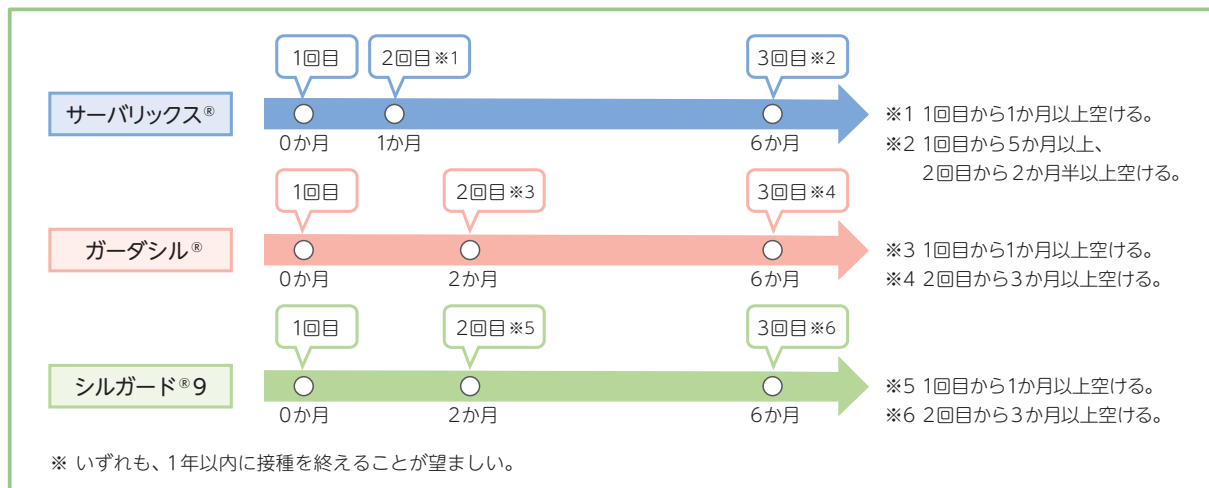 1回目
2回目※1
3回目※2
サーバリックス®
0か月
1か月
6か月
※1 1回目から1か月以上空ける。
※2 1回目から5か月以上、
2回目から2か月半以上空ける。
1回目
2回目※3
3回目※4
ガーダシル®
0か月
2か月
6か月
※3 1回目から1か月以上空ける。
※4 2回目から3か月以上空ける。
1回目
2回目※5
3回目※6
シルガード®9
0か月
2か月
6か月
※5 1回目から1か月以上空ける。
※6 2回目から3か月以上空ける。
※ いずれも、1年以内に接種を終えることが望ましい。